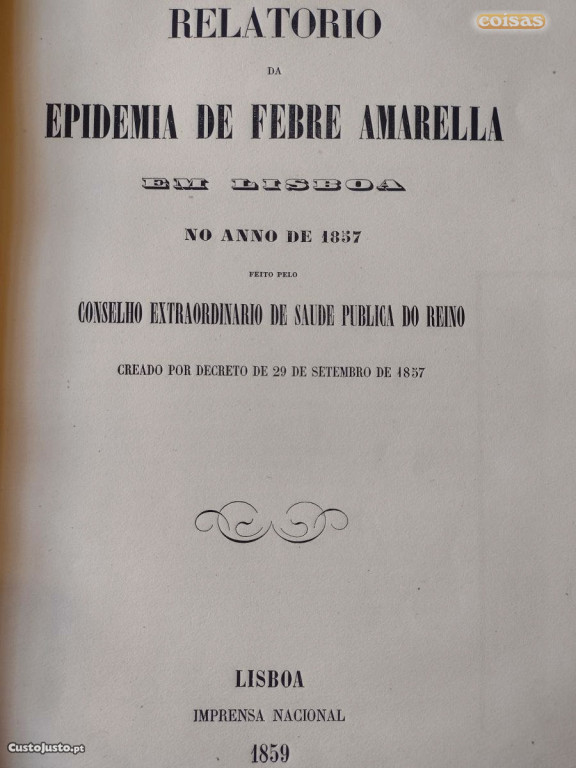 coisas
RELATORIO
DA
EPIDEMIA DE FEBRE AMARELLA
EM LISBOA
NO ANNO DE 1857
FEITO PELO
CONSELHO EXTRAORDINARIO DE SAUDE PUBLICA DO REINO
CREADO POR DECRETO DE 29 DE SETEMBRO DE 1857
LISBOA
IMPRENSA NACIONAL
1859
CustoJusto.pt